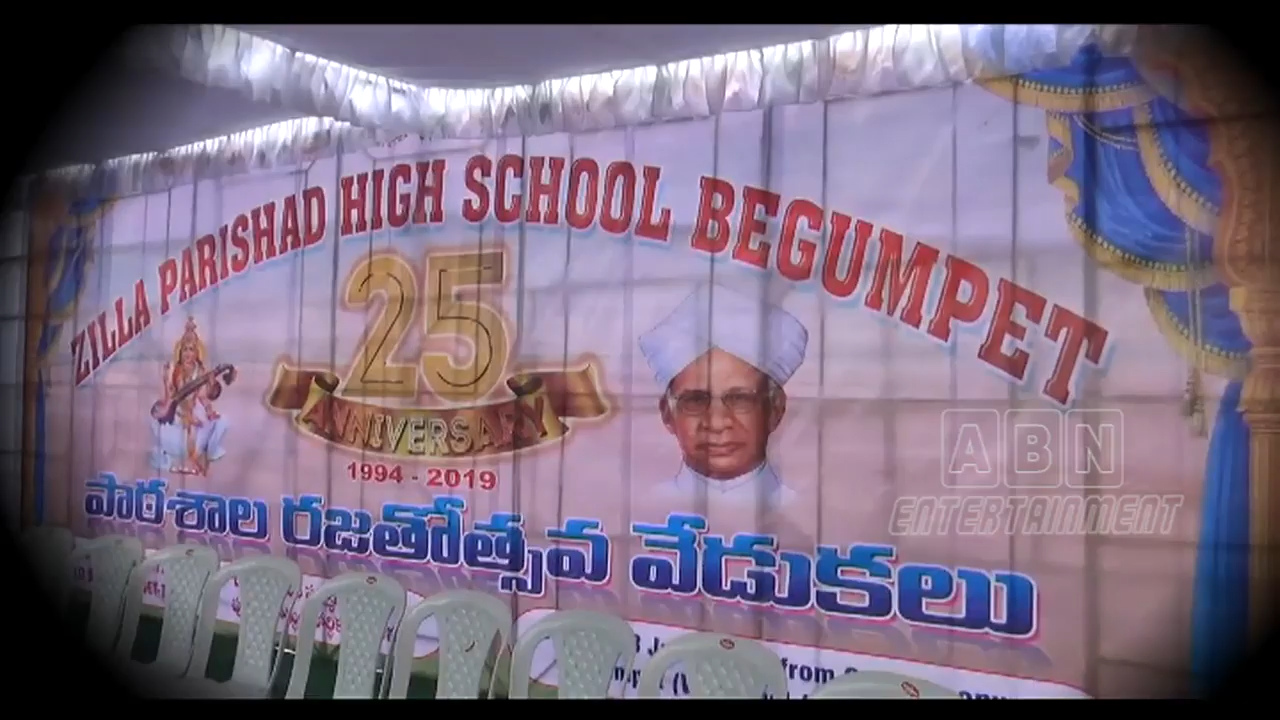 ZILLA PARISHAD HIGH SCHOOL BEGUMPET
25
ANNIVERSARY
1994 - 2019
పాఠశాల రజతోత్సవ వేడుకలు
from
ABN
ENTERTAINMENT